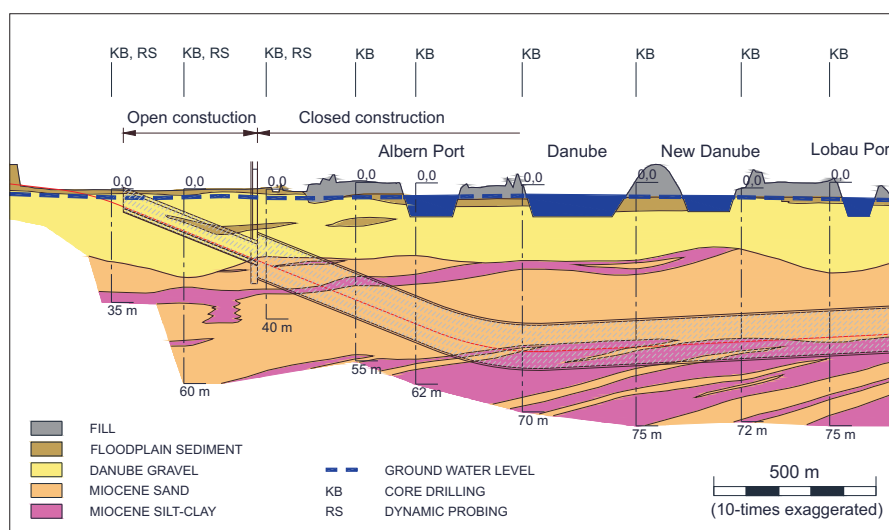 KB, RS KB, RS KB, RS KB KB KB KB KB KB
Open constuction Closed construction
Albern Port Danube New Danube Lobau Por
0,0 0,0 0,0 0,0 0,0 0,0 0,0 0,0 0,0
35 m
40 m
55 m
60 m
62 m
70 m
75 m
72 m
75 m
FILL
FLOODPLAIN SEDIMENT
DANUBE GRAVEL
MIOCENE SAND
MIOCENE SILT-CLAY
GROUND WATER LEVEL
KB CORE DRILLING
RS DYNAMIC PROBING
500 m
(10-times exaggerated)